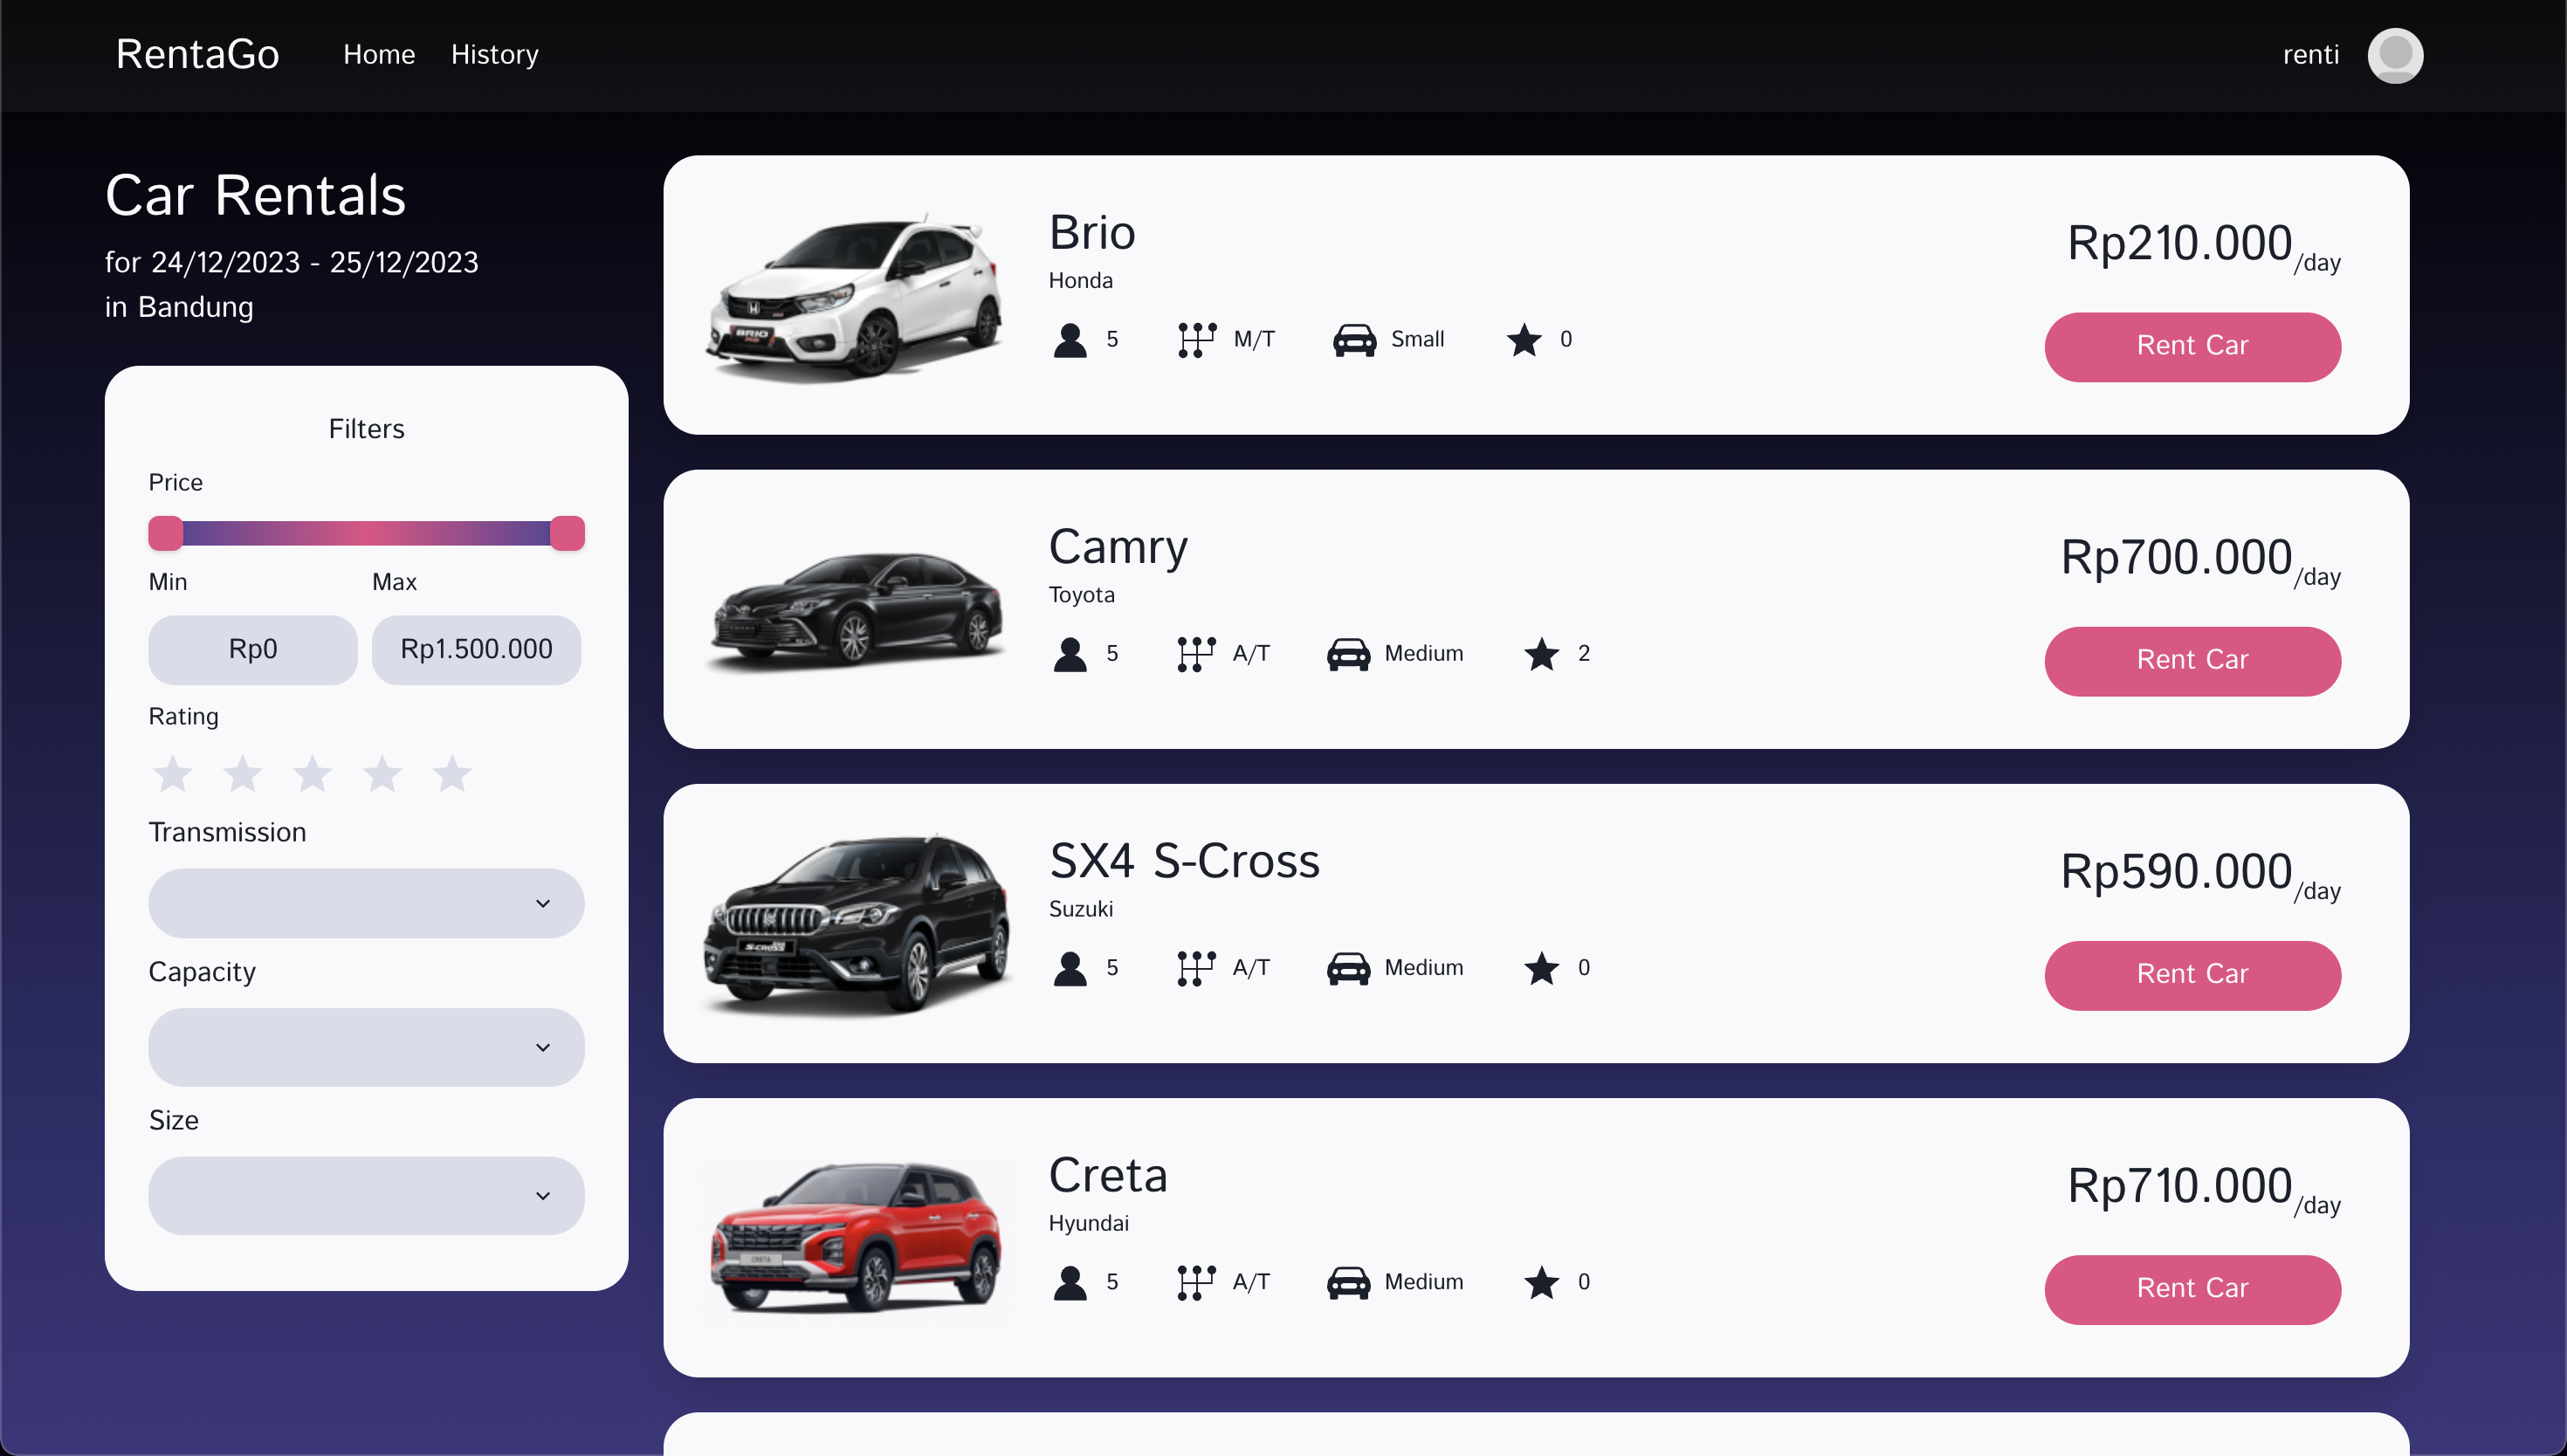 RentaGo
Home
History
renti
Car Rentals
for 24/12/2023 - 25/12/2023
in Bandung
Filters
Price
Min
Max
Rp0
Rp1.500.000
Rating
Transmission
Capacity
Size
BRIO
Brio
Honda
5
M/T
Small
0
Rp210.000/day
Rent Car
Camry
Toyota
5
A/T
Medium
2
Rp700.000/day
Rent Car
S-CROSS
SX4 S-Cross
Suzuki
5
A/T
Medium
0
Rp590.000/day
Rent Car
CRETA
Creta
Hyundai
5
A/T
Medium
0
Rp710.000/day
Rent Car